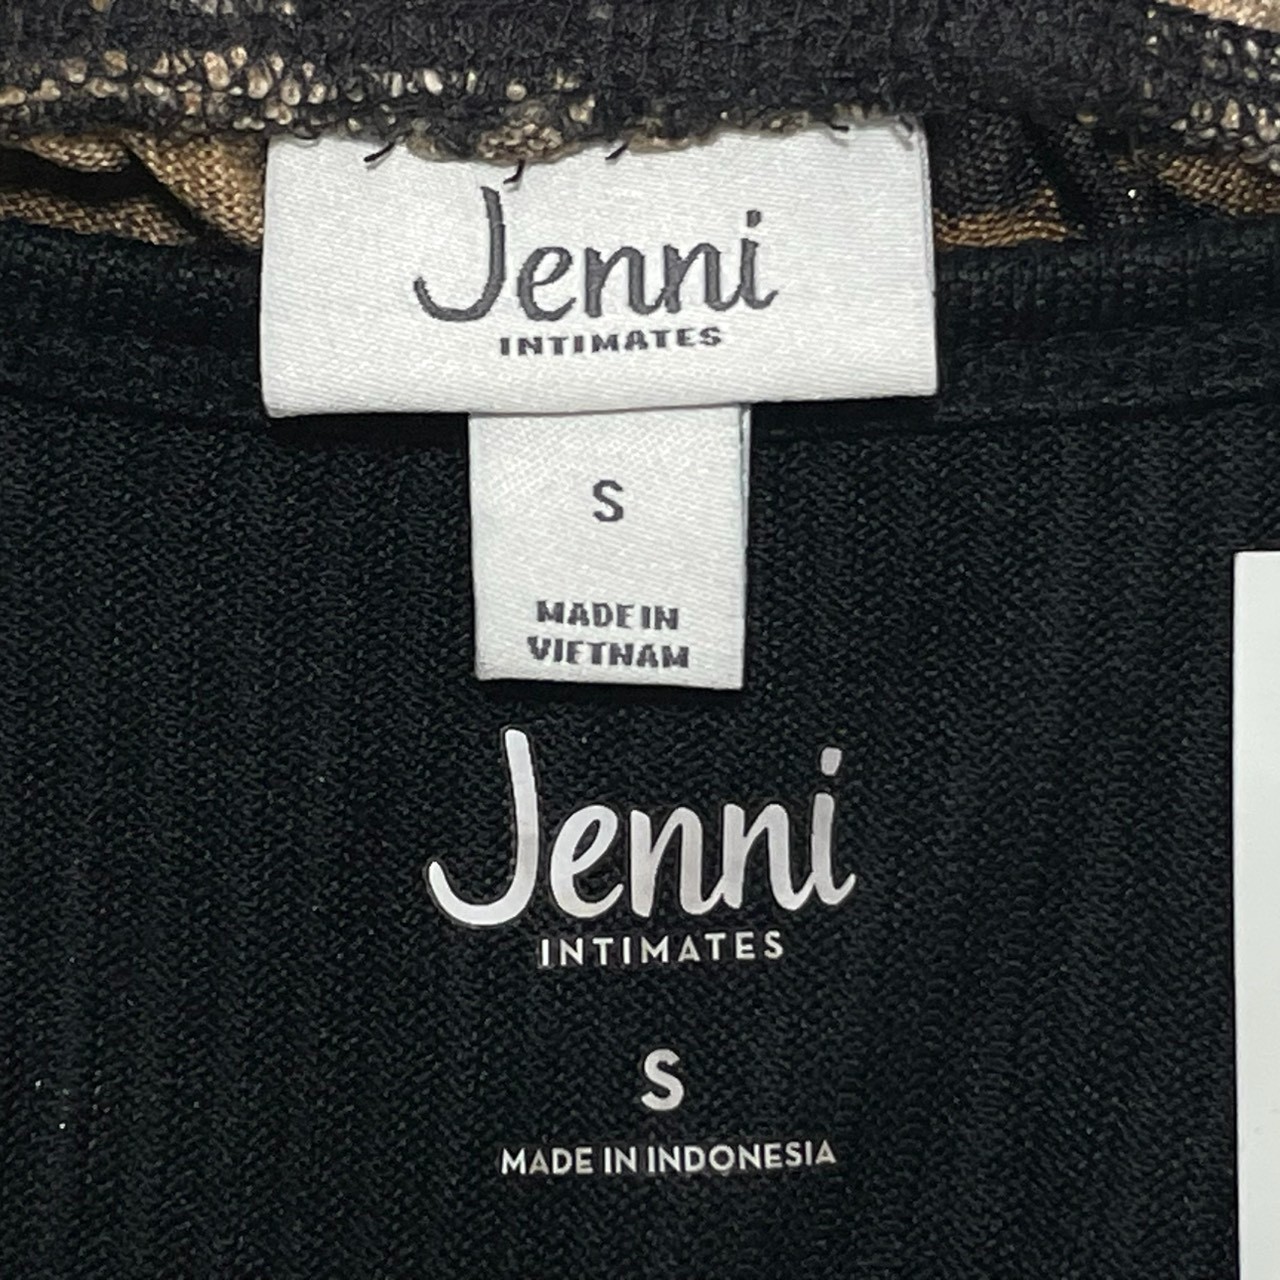 Jenni
INTIMATES
S
MADE IN
VIETNAM
Jenni
INTIMATES
S
MADE IN INDONESIA